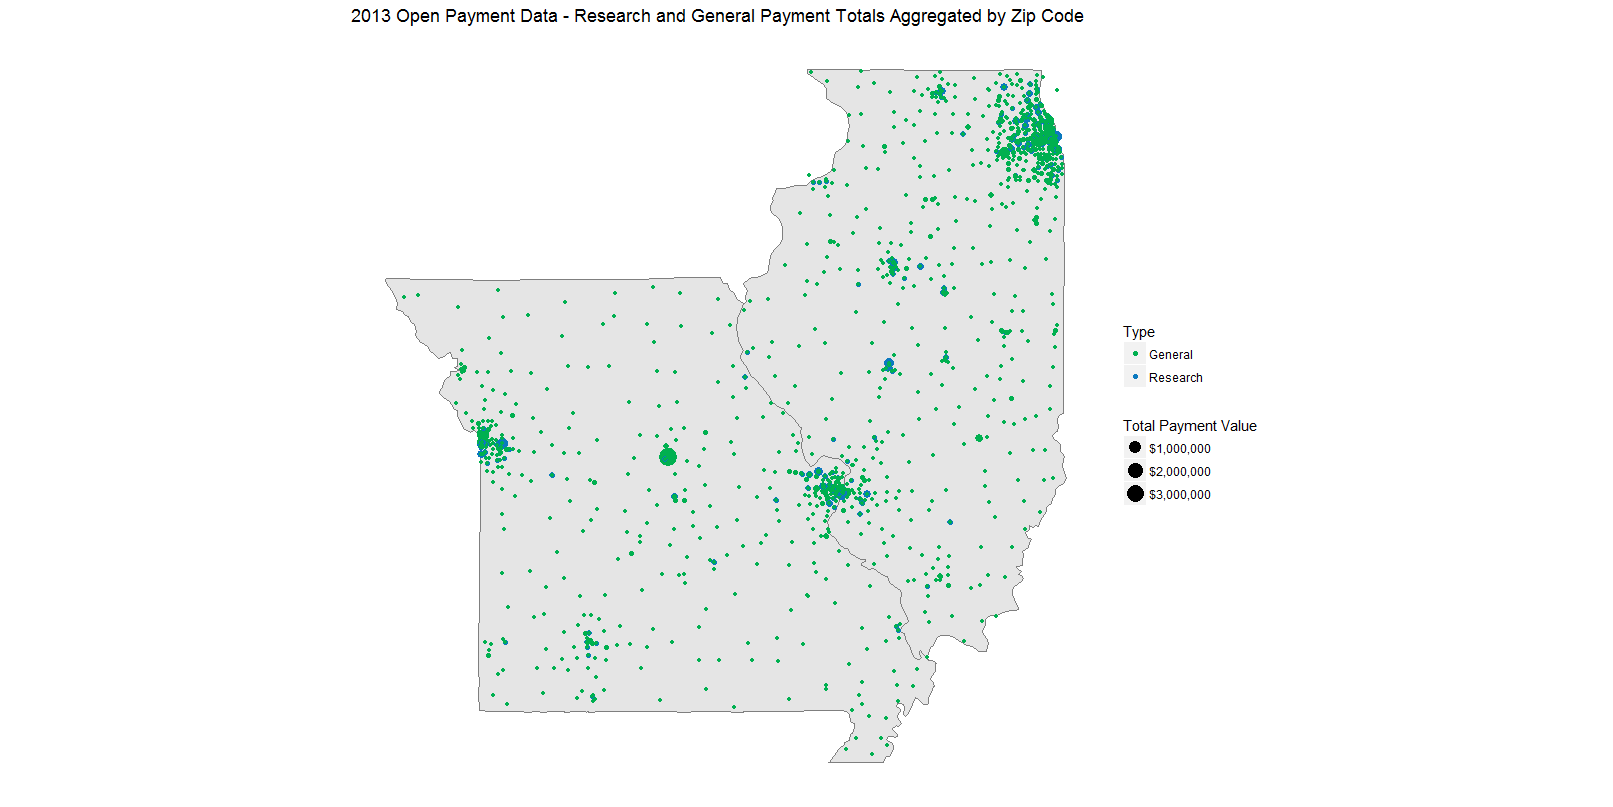 2013 Open Payment Data - Research and General Payment Totals Aggregated by Zip Code
Type
General
Research
Total Payment Value
$1,000,000
$2,000,000
$3,000,000